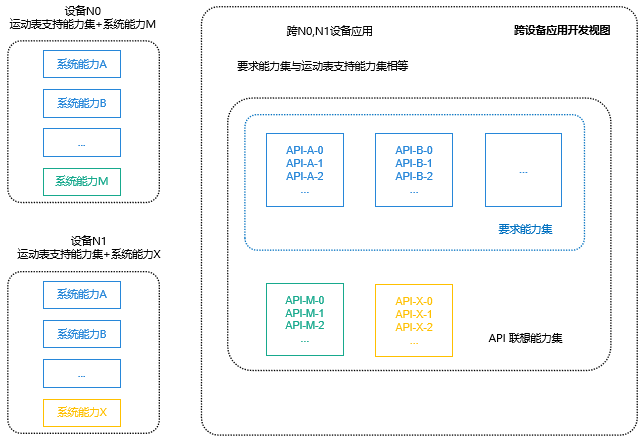 设备N0
运动表支持能力集+系统能力M
系统能力A
系统能力B
...
系统能力M
设备N1
运动表支持能力集+系统能力X
系统能力A
系统能力B
...
系统能力X
跨N0,N1设备应用
跨设备应用开发视图
要求能力集与运动表支持能力集相等
API-A-0
API-A-1
API-A-2
...
API-B-0
API-B-1
API-B-2
...
...
要求能力集
API-M-0
API-M-1
API-M-2
...
API-X-0
API-X-1
API-X-2
...
API 联想能力集